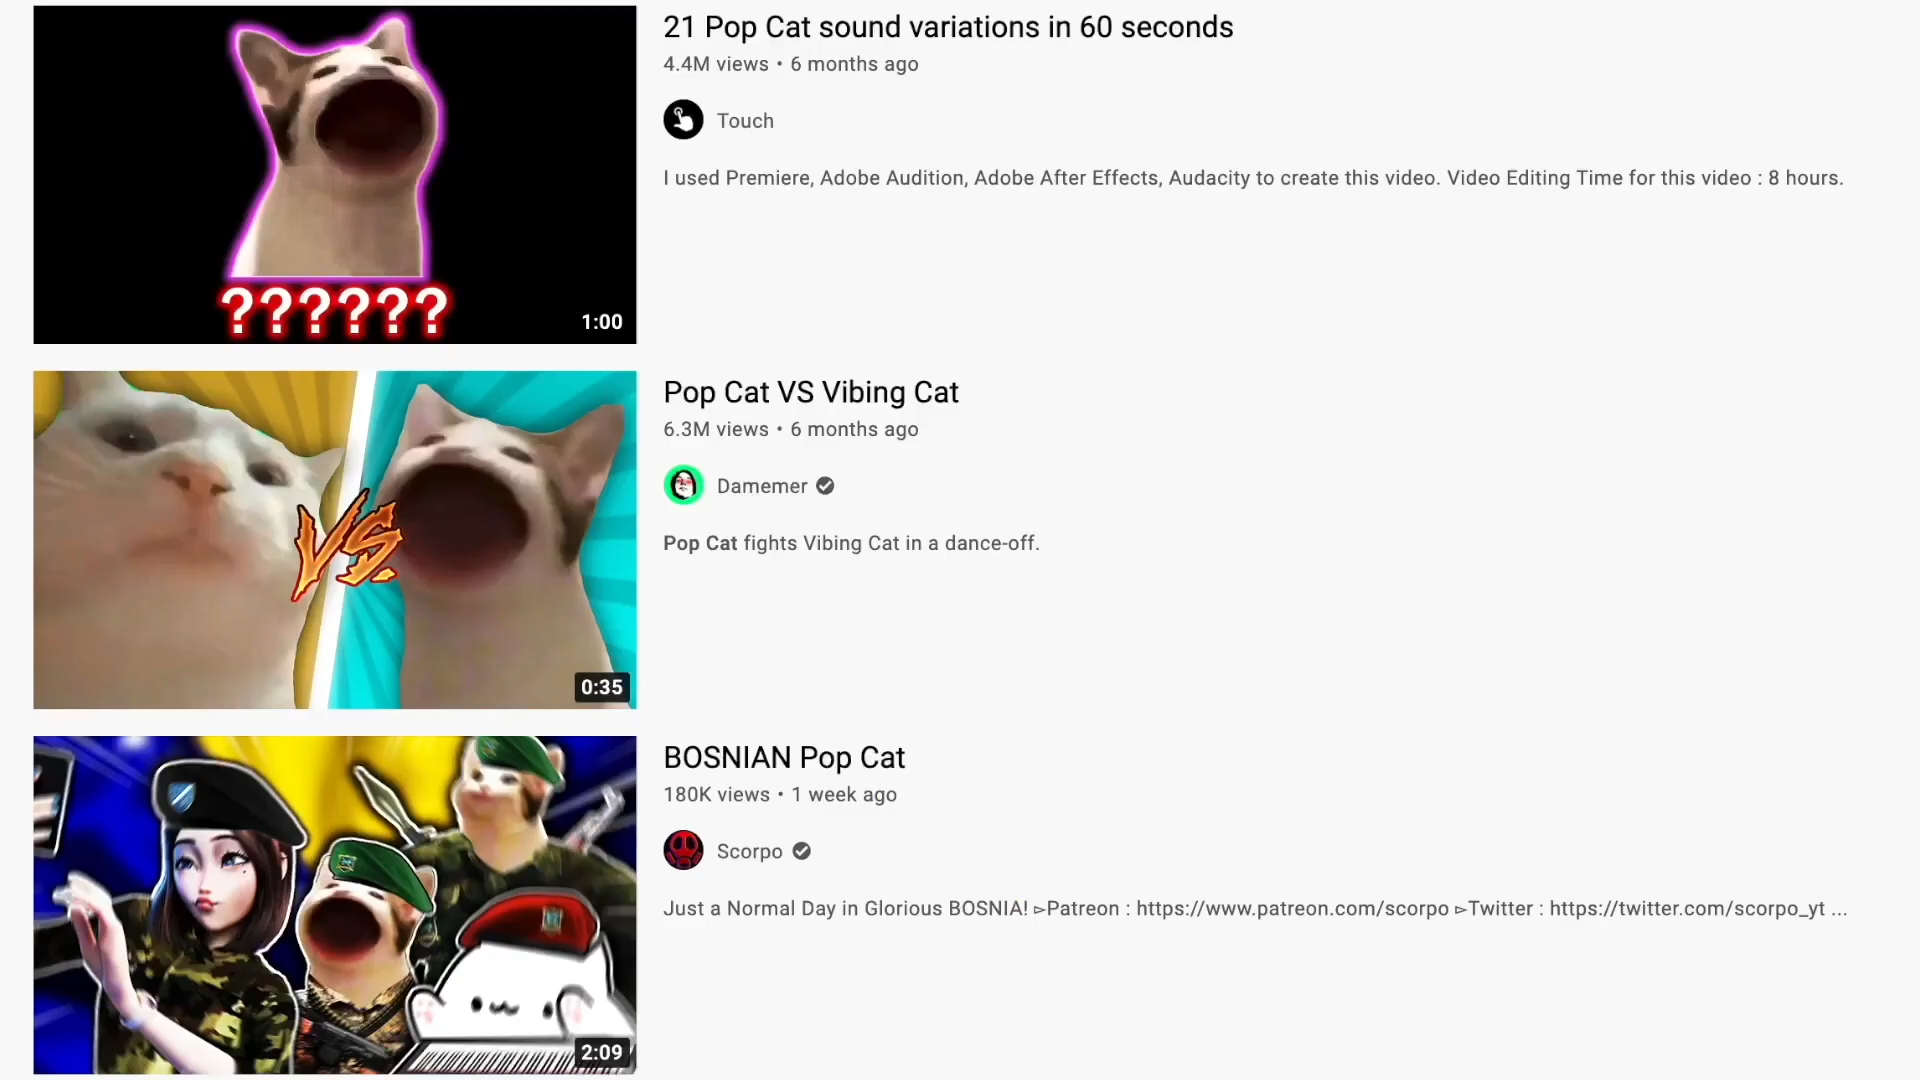 21 Pop Cat sound variations in 60 seconds
4.4M views • 6 months ago
Touch
I used Premiere, Adobe Audition, Adobe After Effects, Audacity to create this video. Video Editing Time for this video : 8 hours.
??????
1:00
Pop Cat VS Vibing Cat
6.3M views • 6 months ago
Damemer
Pop Cat fights Vibing Cat in a dance-off.
VS
0:35
BOSNIAN Pop Cat
180K views • 1 week ago
Scorpo
Just a Normal Day in Glorious BOSNIA! ▻Patreon : https://www.patreon.com/scorpo ▻Twitter : https://twitter.com/scorpo_yt ...
2:09